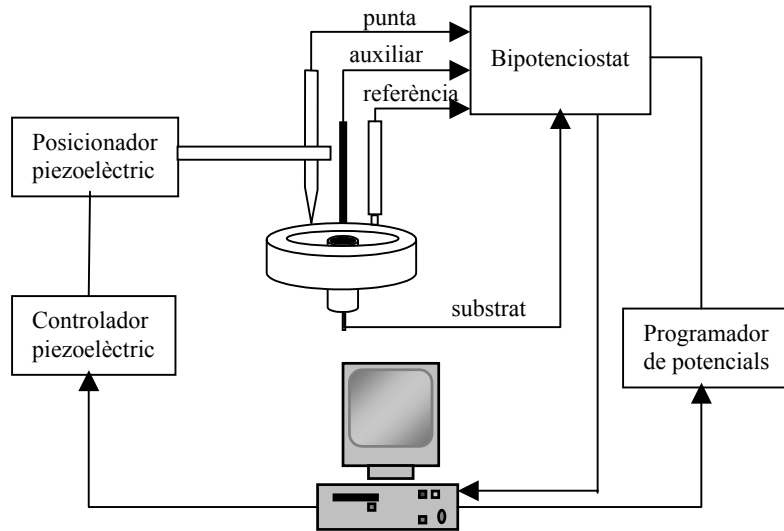 punta
auxiliar
referència
Bipotenciostat
Posicionador
piezoelèctric
substrat
Controlador
piezoelèctric
Programador
de potencials